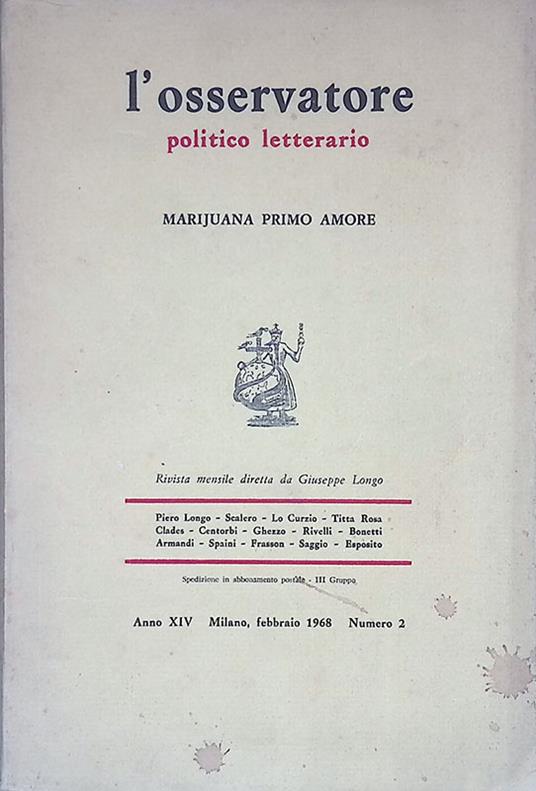 l'osservatore
politico letterario
MARIJUANA PRIMO AMORE
Rivista mensile diretta da Giuseppe Longo
Piero Longo - Scalero - Lo Curzio - Titta Rosa
Clades - Centorbi - Ghezzo - Rivelli - Bonetti
Armandi - Spaini - Frasson - Saggio - Esposito
Spedizione in abbonamento postale - III Gruppo
Anno XIV Milano, febbraio 1968 Numero 2